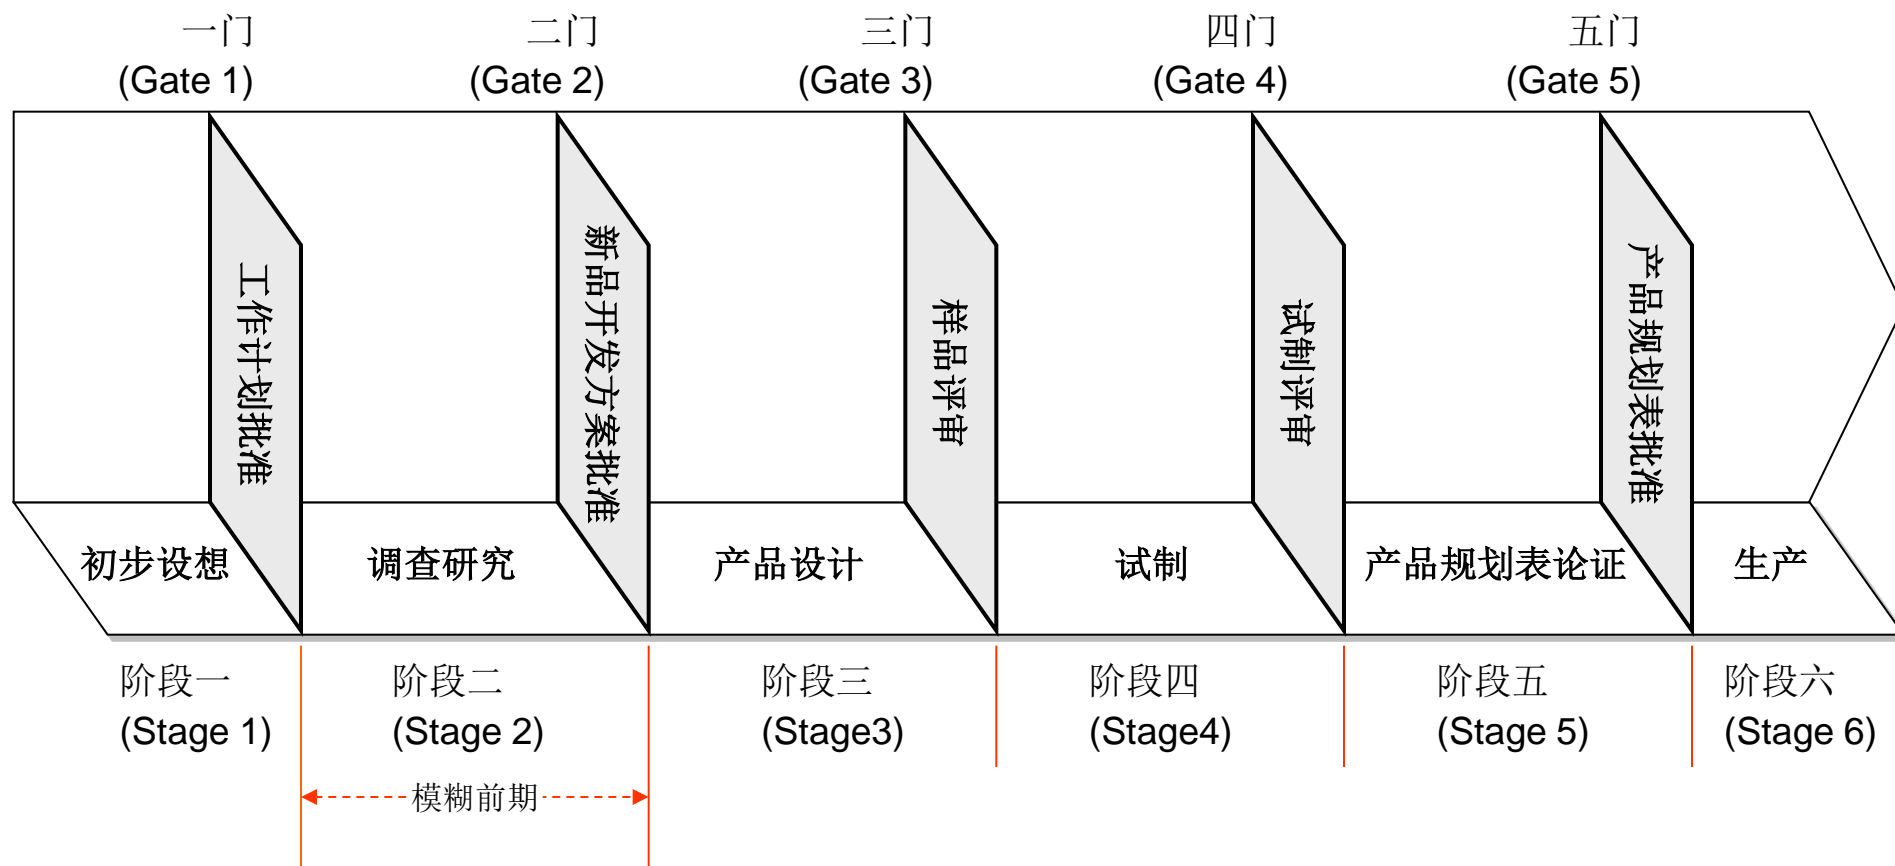 一门
(Gate 1)
二门
(Gate 2)
三门
(Gate 3)
四门
(Gate 4)
五门
(Gate 5)
工作计划批准
新品开发方案批准
样品评审
试制评审
产品规划表批准
初步设想
调查研究
产品设计
试制
产品规划表论证
生产
阶段一
(Stage 1)
阶段二
(Stage 2)
阶段三
(Stage3)
阶段四
(Stage4)
阶段五
(Stage 5)
阶段六
(Stage 6)
模糊前期